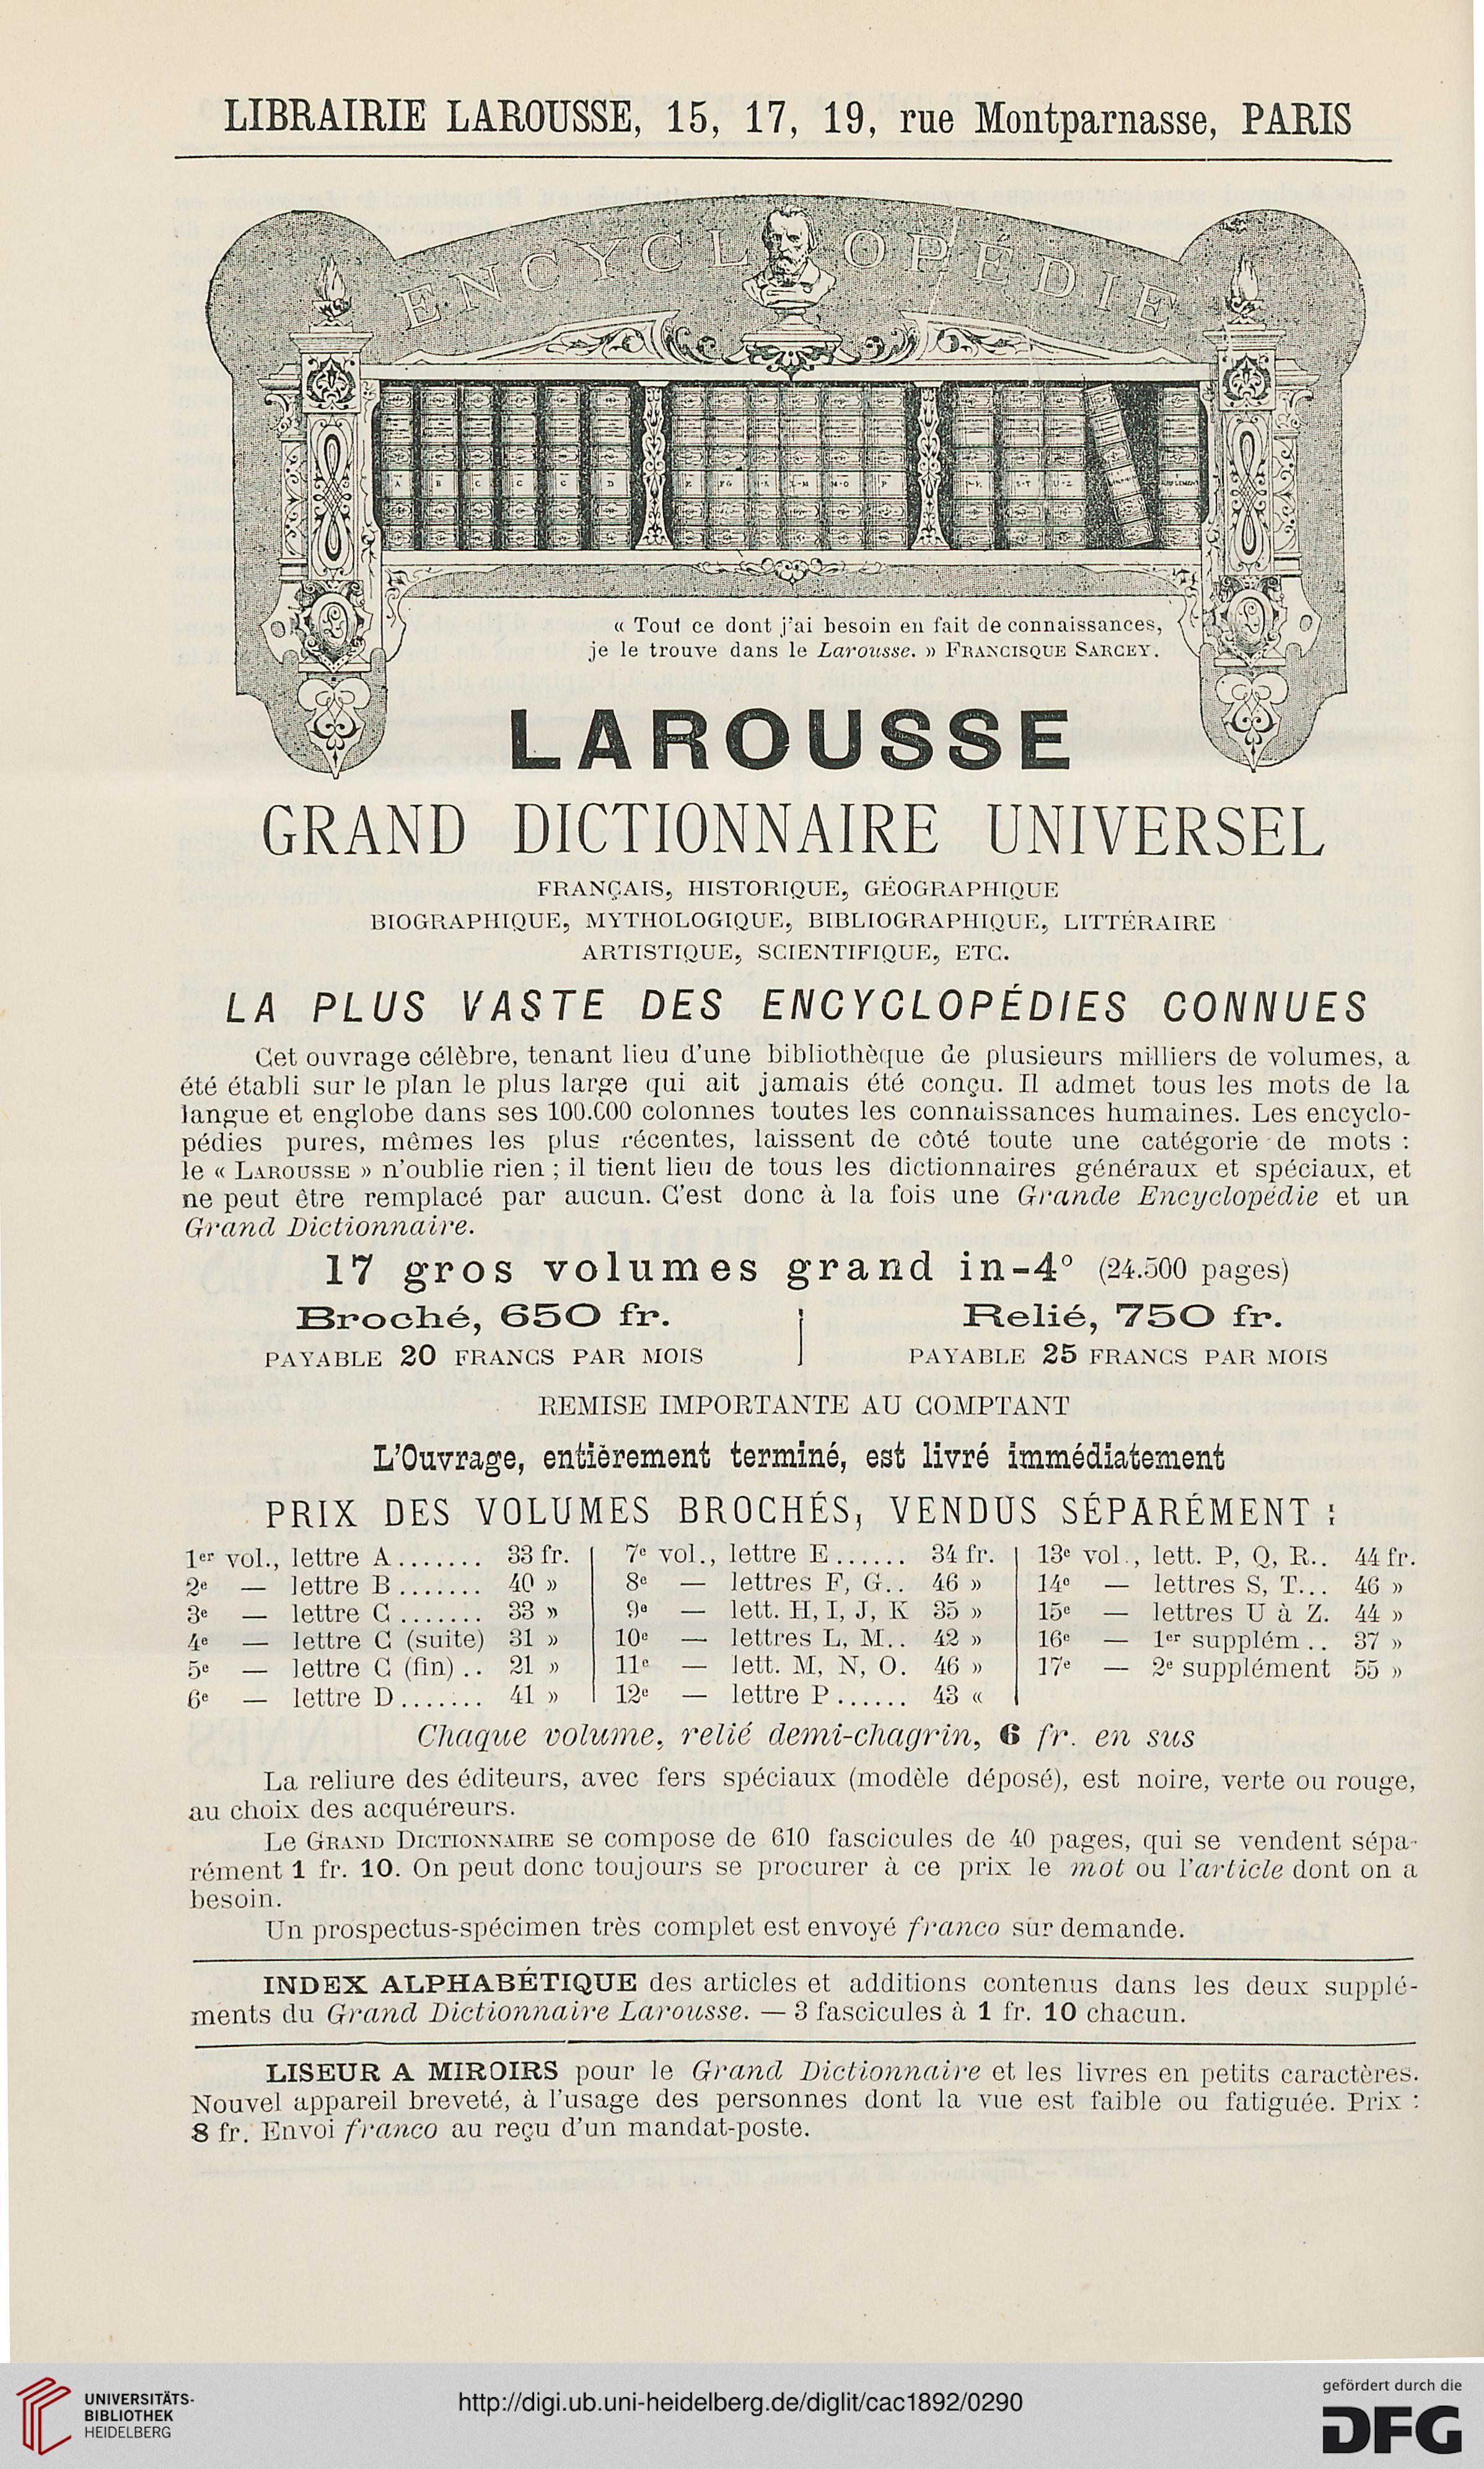 LIBRAIRIE LAROUSSE, 15, 17, 19, rue Montparnasse, PARIS
ENCYCLOPÉDIE
A B C C C D E FG H-K L-M N-O P S-T U-Z
« Tout ce dont j'ai besoin en fait de connaissances,
je le trouve dans le Larousse. » FRANCISQUE SARCEY.
LAROUSSE
GRAND DICTIONNAIRE UNIVERSEL
FRANÇAIS, HISTORIQUE, GÉOGRAPHIQUE
BIOGRAPHIQUE, MYTHOLOGIQUE, BIBLIOGRAPHIQUE, LITTÉRAIRE
ARTISTIQUE, SCIENTIFIQUE, ETC.
LA PLUS VASTE DES ENCYCLOPÉDIES CONNUES
Cet ouvrage célèbre, tenant lieu d'une bibliothèque de plusieurs milliers de volumes, a
été établi sur le plan le plus large qui ait jamais été conçu. Il admet tous les mots de la
langue et englobe dans ses 100.000 colonnes toutes les connaissances humaines. Les encyclo-
pédies pures, mêmes les plus récentes, laissent de côté toute une catégorie de mots :
le « LAROUSSE » n'oublie rien ; il tient lieu de tous les dictionnaires généraux et spéciaux, et
ne peut être remplacé par aucun. C'est donc à la fois une Grande Encyclopédie et un
Grand Dictionnaire.
17 gros volumes grand in-4° (24.500 pages)
Broché, 650 fr. Relié, 750 fr.
PAYABLE 20 FRANCS PAR MOIS PAYABLE 25 FRANCS PAR MOIS
REMISE IMPORTANTE AU COMPTANT
L'Ouvrage, entièrement terminé, est livré immédiatement
PRIX DES VOLUMES BROCHÉS, VENDUS SÉPARÉMENT :
1er vol., lettre A....... 33 fr. 7e vol., lettre E...... 34 fr. 13e vol., lett. P, Q, R.. 44 fr.
2e — lettre B....... 40 » 8e — lettres F, G.. 46 » 14e — lettres S, T... 46 »
3e — lettre C....... 33 » 9e — lett. H, I, J, K 35 » 15e — lettres U à Z. 44 »
4e — lettre C (suite) 31 » 10e — lettres L, M.. 42 » 16e — 1er supplém.. 37 »
5e — lettre C (fin).. 21 » 11e — lett. M, N, O. 46 » 17e — 2e supplément 55 »
6e — lettre D....... 41 » 12e — lettre P...... 43 «
Chaque volume, relié demi-chagrin, 6 fr. en sus
La reliure des éditeurs, avec fers spéciaux (modèle déposé), est noire, verte ou rouge,
au choix des acquéreurs.
Le GRAND DICTIONNAIRE se compose de 610 fascicules de 40 pages, qui se vendent sépa-
rément 1 fr. 10. On peut donc toujours se procurer à ce prix le mot ou l'article dont on a
besoin.
Un prospectus-spécimen très complet est envoyé franco sur demande.
INDEX ALPHABÉTIQUE des articles et additions contenus dans les deux supplé-
ments du Grand Dictionnaire Larousse. — 3 fascicules à 1 fr. 10 chacun.
LISEUR A MIROIRS pour le Grand Dictionnaire et les livres en petits caractères.
Nouvel appareil breveté, à l'usage des personnes dont la vue est faible ou fatiguée. Prix :
8 fr. Envoi franco au reçu d'un mandat-poste.
UNIVERSITÄTS-
BIBLIOTHEK
HEIDELBERG
http://digi.ub.uni-heidelberg.de/diglit/cac1892/0290
gefördert durch die
DFG